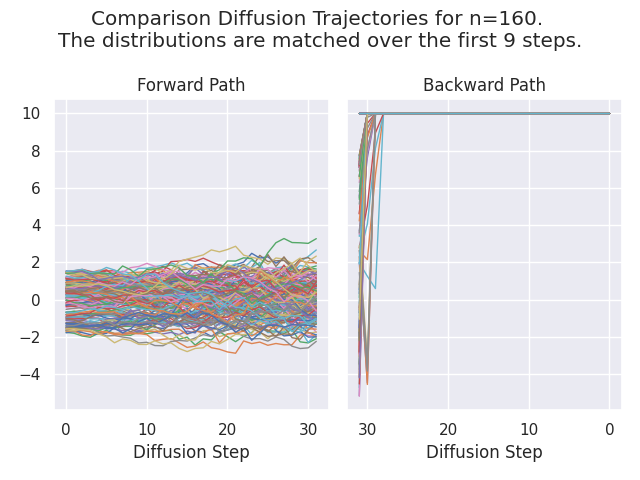 Comparison Diffusion Trajectories for n=160.
The distributions are matched over the first 9 steps.
Forward Path
Backward Path
10
8
6
4
2
0
−2
−4
0 10 20 30
30 20 10 0
Diffusion Step
Diffusion Step